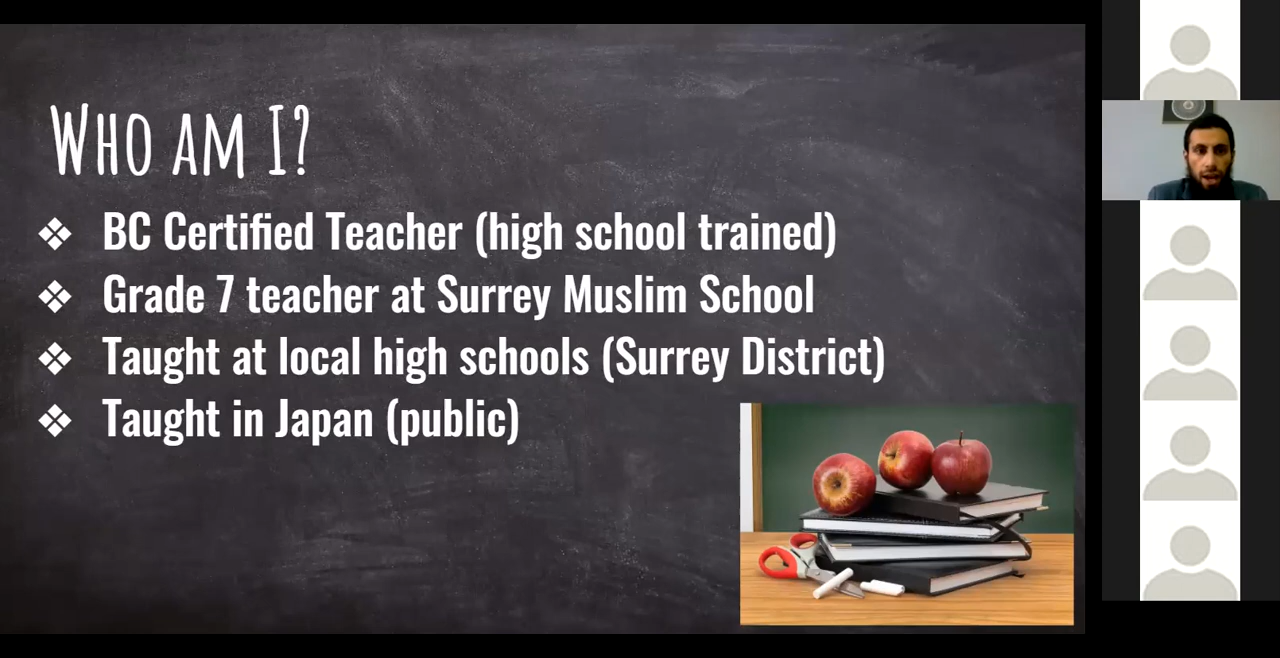 Who am I?
❖ BC Certified Teacher (high school trained)
❖ Grade 7 teacher at Surrey Muslim School
❖ Taught at local high schools (Surrey District)
❖ Taught in Japan (public)